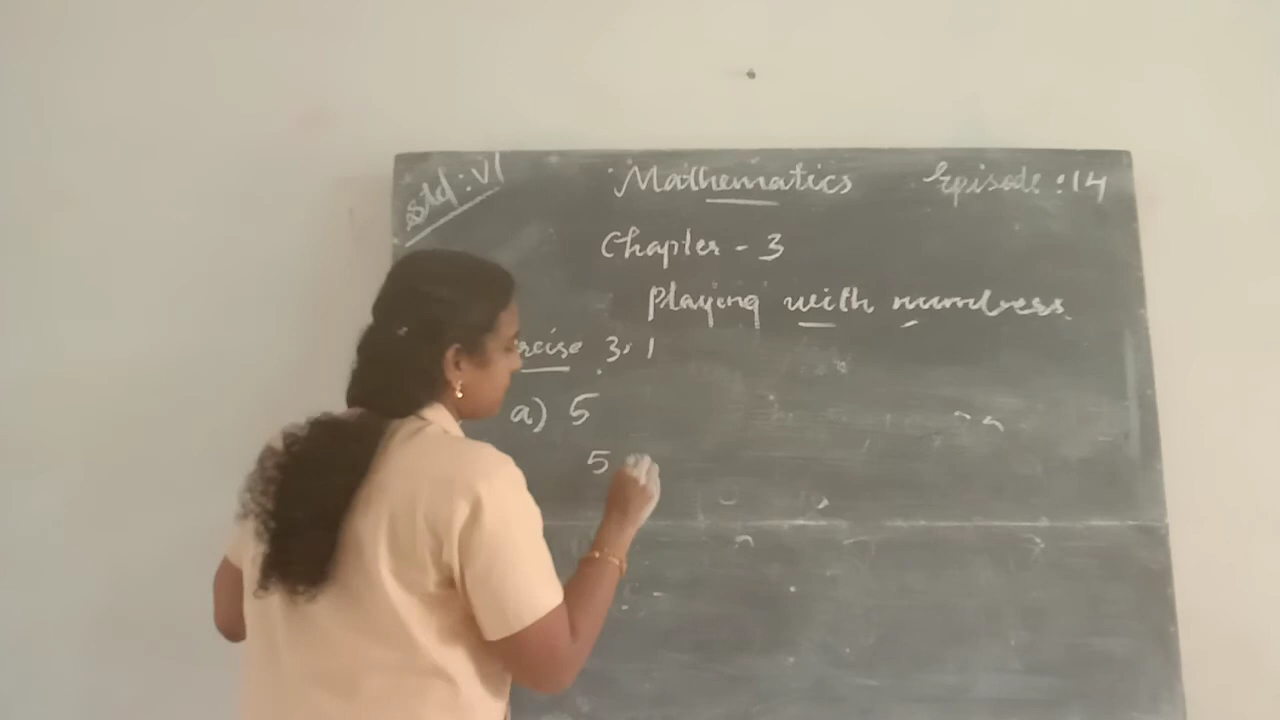 Std : VI
Mathematics
Episode : 14
Chapter - 3
Playing with numbers
rcise 3.1
a) 5
5